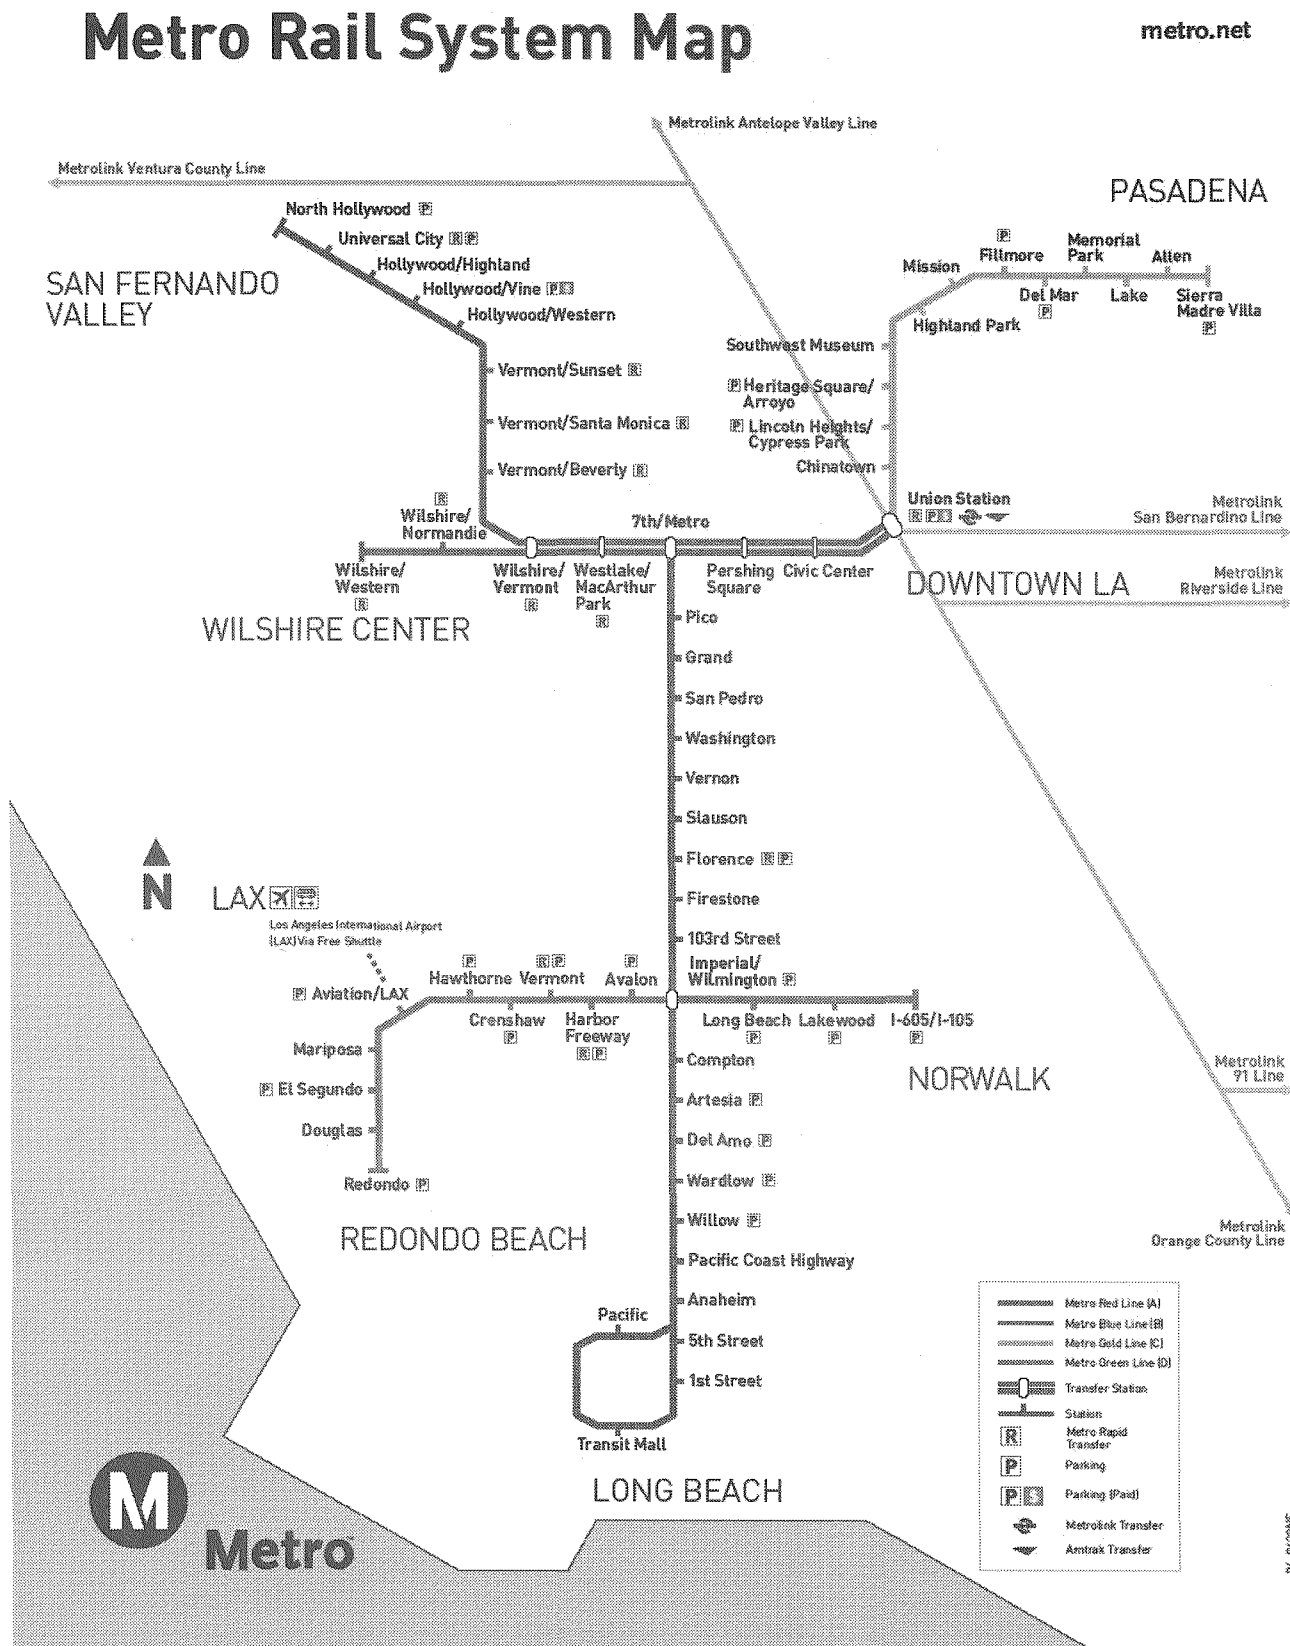 Metro Rail System Map
metro.net
Metrolink Antelope Valley Line
Metrolink Ventura County Line
PASADENA
North Hollywood P
Universal City R P
Hollywood/Highland
Hollywood/Vine P $
Hollywood/Western
SAN FERNANDO
VALLEY
Vermont/Sunset R
Vermont/Santa Monica R
Vermont/Beverly R
P
Fillmore
Memorial
Park
Allen
Mission
Del Mar
P
Lake
Sierra
Madre Villa
P
Highland Park
Southwest Museum
P Heritage Square/
Arroyo
P Lincoln Heights/
Cypress Park
Chinatown
Union Station
R P $
Metrolink
San Bernardino Line
R
Wilshire/
Normandie
7th/Metro
Wilshire/
Western
R
Wilshire/
Vermont
R
Westlake/
MacArthur
Park
R
Pershing
Square
Civic Center
DOWNTOWN LA
Metrolink
Riverside Line
WILSHIRE CENTER
Pico
Grand
San Pedro
Washington
Vernon
Slauson
Florence R P
Firestone
103rd Street
Imperial/
Wilmington P
N
LAX
Los Angeles International Airport
(LAX) Via Free Shuttle
P
Hawthorne
R P
Vermont
P
Avalon
P Aviation/LAX
Crenshaw
P
Harbor
Freeway
R P
Long Beach
P
Lakewood
P
I-605/I-105
P
Mariposa
P El Segundo
Douglas
Redondo P
NORWALK
Compton
Artesia P
Del Amo P
Wardlow P
Willow P
Pacific Coast Highway
Anaheim
5th Street
1st Street
Pacific
Transit Mall
REDONDO BEACH
LONG BEACH
Metrolink
91 Line
Metrolink
Orange County Line
Metro Red Line (A)
Metro Blue Line (B)
Metro Gold Line (C)
Metro Green Line (D)
Transfer Station
Station
R Metro Rapid
Transfer
P Parking
P $ Parking (Paid)
Metrolink Transfer
Amtrak Transfer
M
Metro